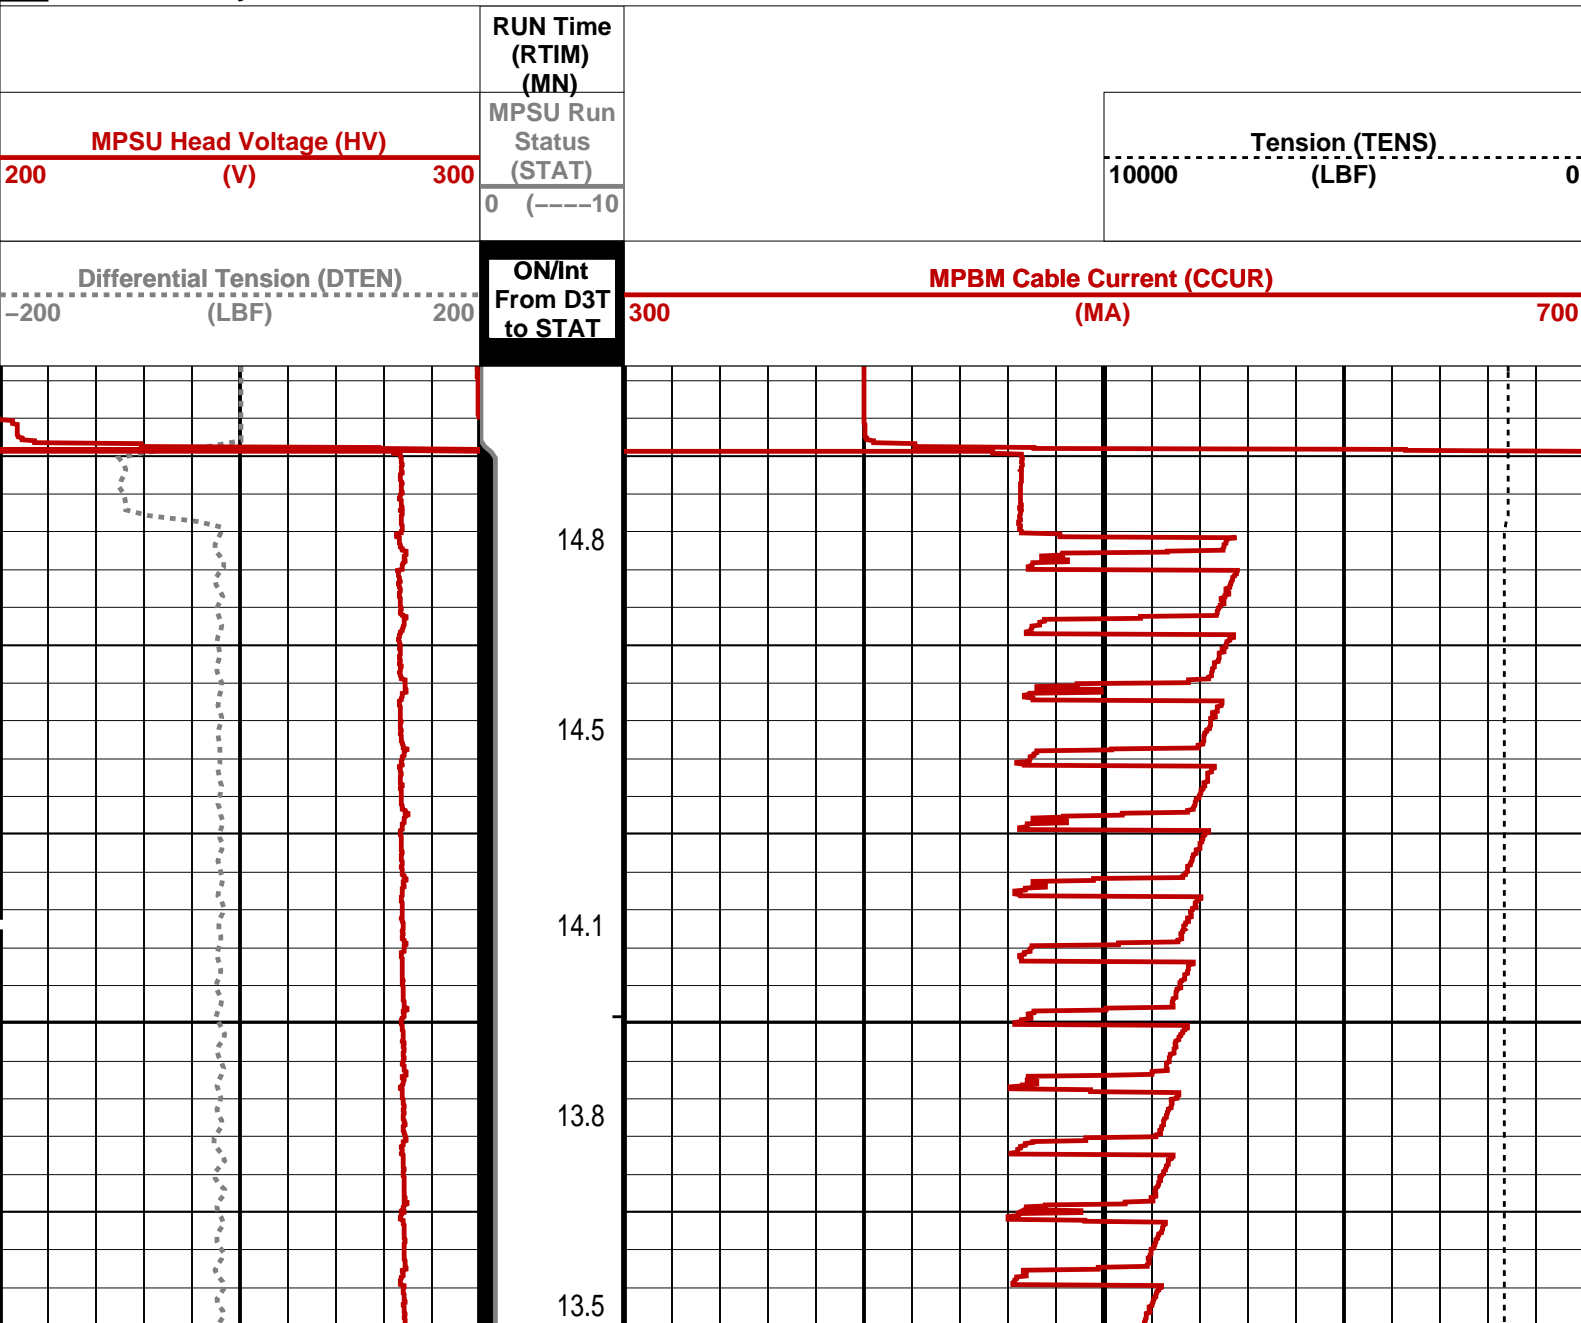 RUN Time
(RTIM)
(MN)
MPSU Head Voltage (HV)
200 (V) 300
MPSU Run
Status
(STAT)
0 (----10
Tension (TENS)
10000 (LBF) 0
Differential Tension (DTEN)
-200 (LBF) 200
ON/Int
From D3T
to STAT
MPBM Cable Current (CCUR)
300 (MA) 700
14.8
14.5
14.1
13.8
13.5